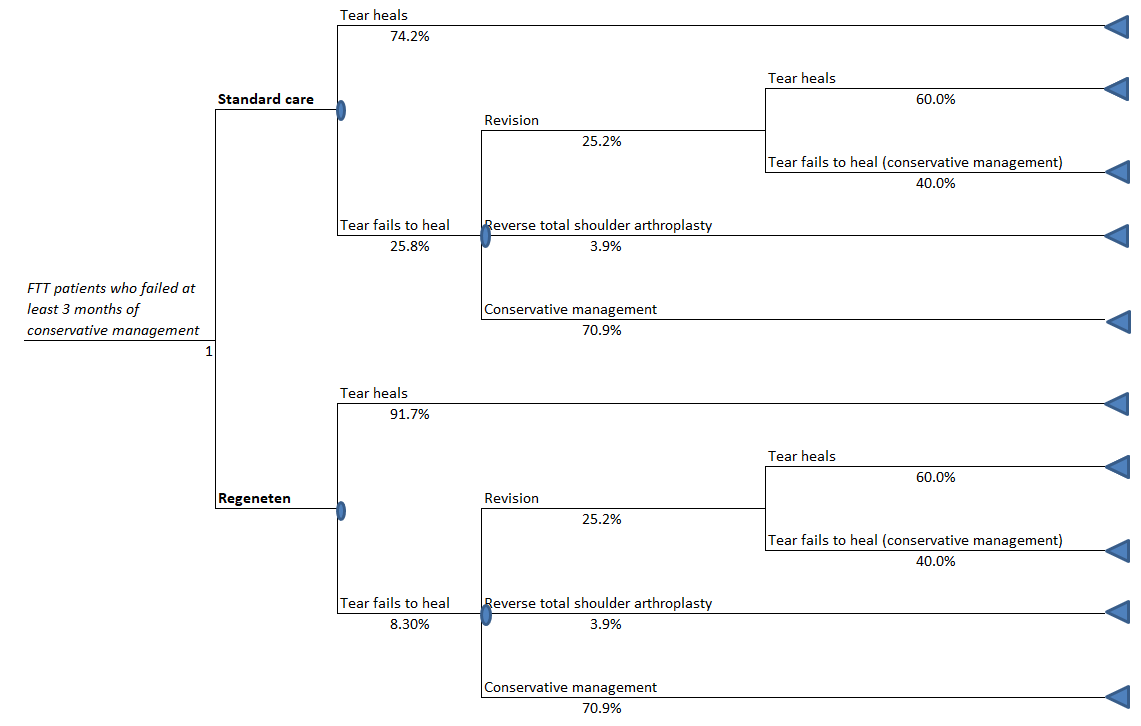 Tear heals
74.2%
Tear heals
60.0%
Standard care
Revision
25.2%
Tear fails to heal (conservative management)
40.0%
Tear fails to heal
25.8%
Reverse total shoulder arthroplasty
3.9%
FTT patients who failed at
least 3 months of
conservative management
1
Conservative management
70.9%
Tear heals
91.7%
Tear heals
60.0%
Regeneten
Revision
25.2%
Tear fails to heal (conservative management)
40.0%
Tear fails to heal
8.30%
Reverse total shoulder arthroplasty
3.9%
Conservative management
70.9%